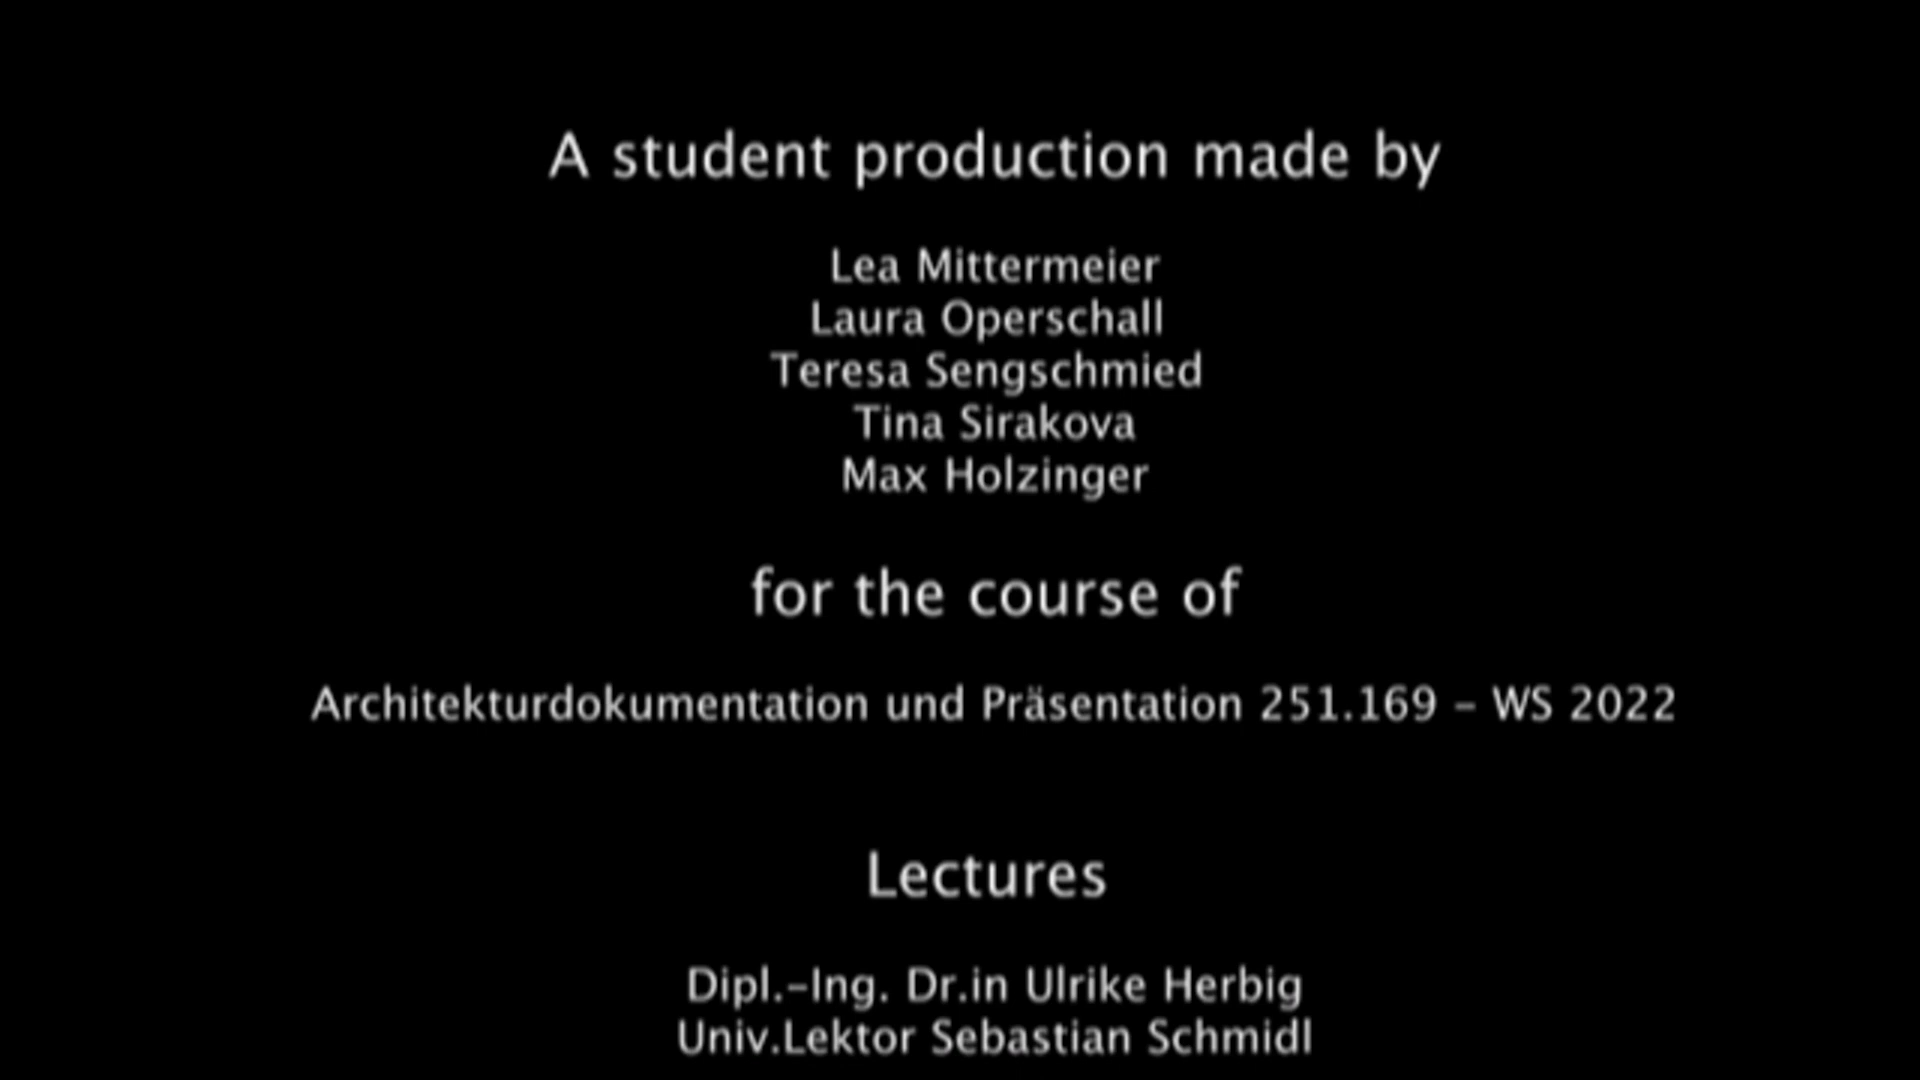 A student production made by
Lea Mittermeier
Laura Operschall
Teresa Sengschmied
Tina Sirakova
Max Holzinger
for the course of
Architekturdokumentation und Präsentation 251.169 – WS 2022
Lectures
Dipl.-Ing. Dr.in Ulrike Herbig
Univ.Lektor Sebastian Schmidl